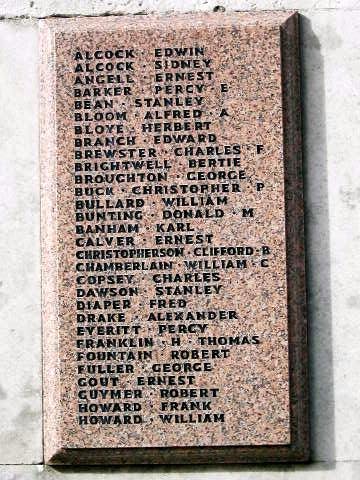 ALCOCK · EDWIN
ALCOCK · SIDNEY
ANGELL · ERNEST
BARKER · PERCY · E
BEAN · STANLEY
BLOOM · ALFRED · A
BLOYE · HERBERT
BRANCH · EDWARD
BREWSTER · CHARLES · F
BRIGHTWELL · BERTIE
BROUGHTON · GEORGE
BUCK · CHRISTOPHER · P
BULLARD · WILLIAM
BUNTING · DONALD · M
BANHAM · KARL
CALVER · ERNEST
CHRISTOPHERSON · CLIFFORD · B
CHAMBERLAIN · WILLIAM · C
COPSEY · CHARLES
DAWSON · STANLEY
DIAPER · FRED
DRAKE · ALEXANDER
EVERITT · PERCY
FRANKLIN · H · THOMAS
FOUNTAIN · ROBERT
FULLER · GEORGE
GOUT · ERNEST
GUYMER · ROBERT
HOWARD · FRANK
HOWARD · WILLIAM